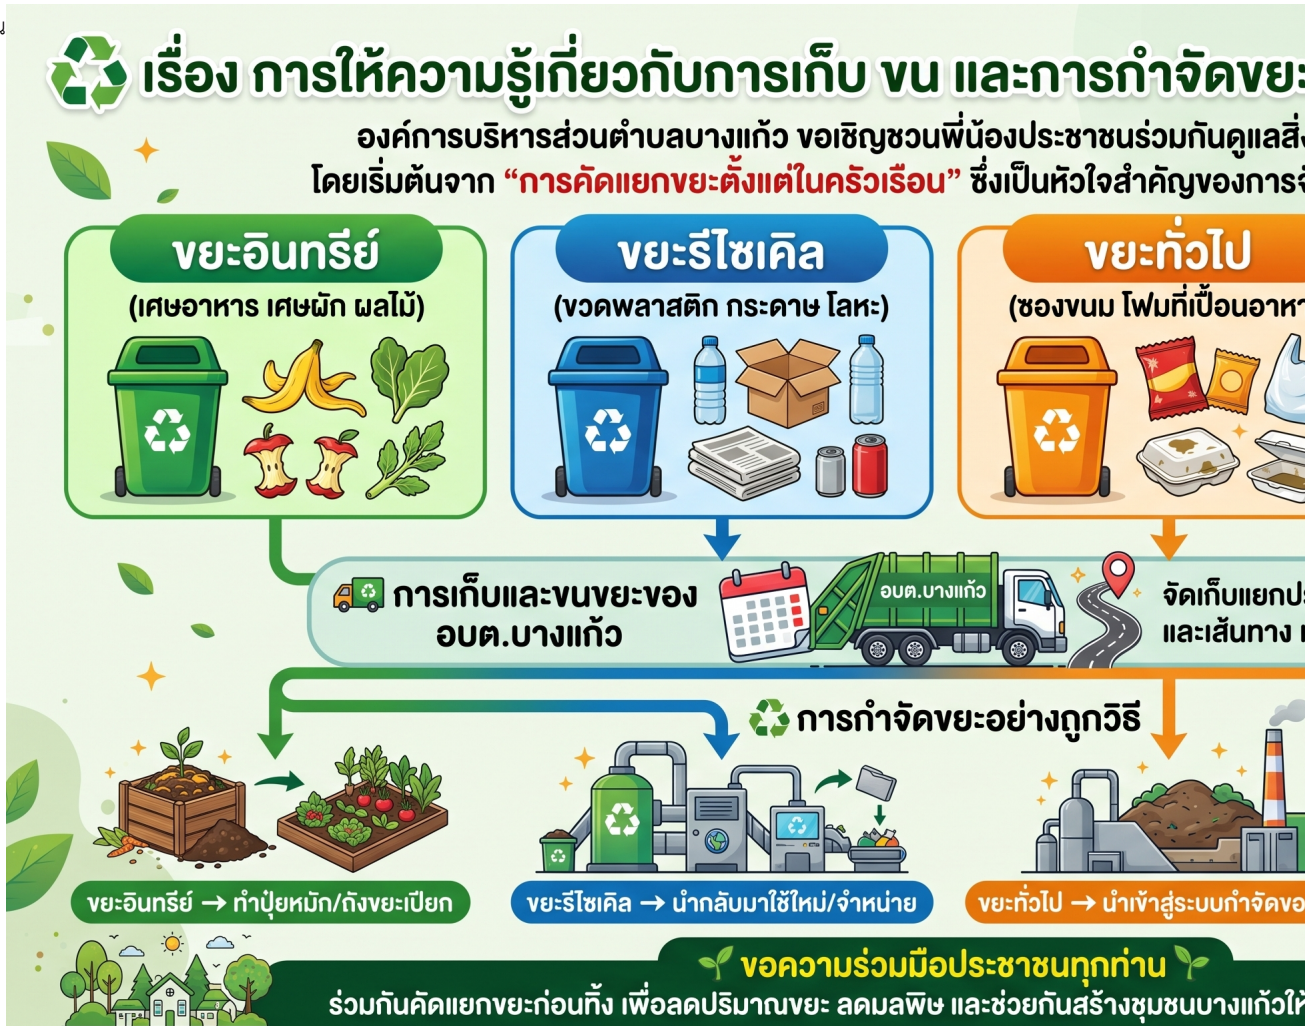 เรื่อง การให้ความรู้เกี่ยวกับการเก็บ ขน และการกำจัดขยะ
องค์การบริหารส่วนตำบลบางแก้ว ขอเชิญชวนพี่น้องประชาชนร่วมกันดูแลสิ่ง
โดยเริ่มต้นจาก “การคัดแยกขยะตั้งแต่ในครัวเรือน” ซึ่งเป็นหัวใจสำคัญของการ
ขยะอินทรีย์
(เศษอาหาร เศษผัก ผลไม้)
ขยะรีไซเคิล
(ขวดพลาสติก กระดาษ โลหะ)
ขยะทั่วไป
(ซองขนม โฟมที่เปื้อนอาหา
การเก็บและขนขยะของ
อบต.บางแก้ว
อบต.บางแก้ว
จัดเก็บแยกประ
และเส้นทาง
การกำจัดขยะอย่างถูกวิธี
ขยะอินทรีย์ → ทำปุ๋ยหมัก/ถังขยะเปียก
ขยะรีไซเคิล → นำกลับมาใช้ใหม่/จำหน่าย
ขยะทั่วไป → นำเข้าสู่ระบบกำจัดขอ
ขอความร่วมมือประชาชนทุกท่าน
ร่วมกันคัดแยกขยะก่อนทิ้ง เพื่อลดปริมาณขยะ ลดมลพิษ และช่วยกันสร้างชุมชนบางแก้วให้